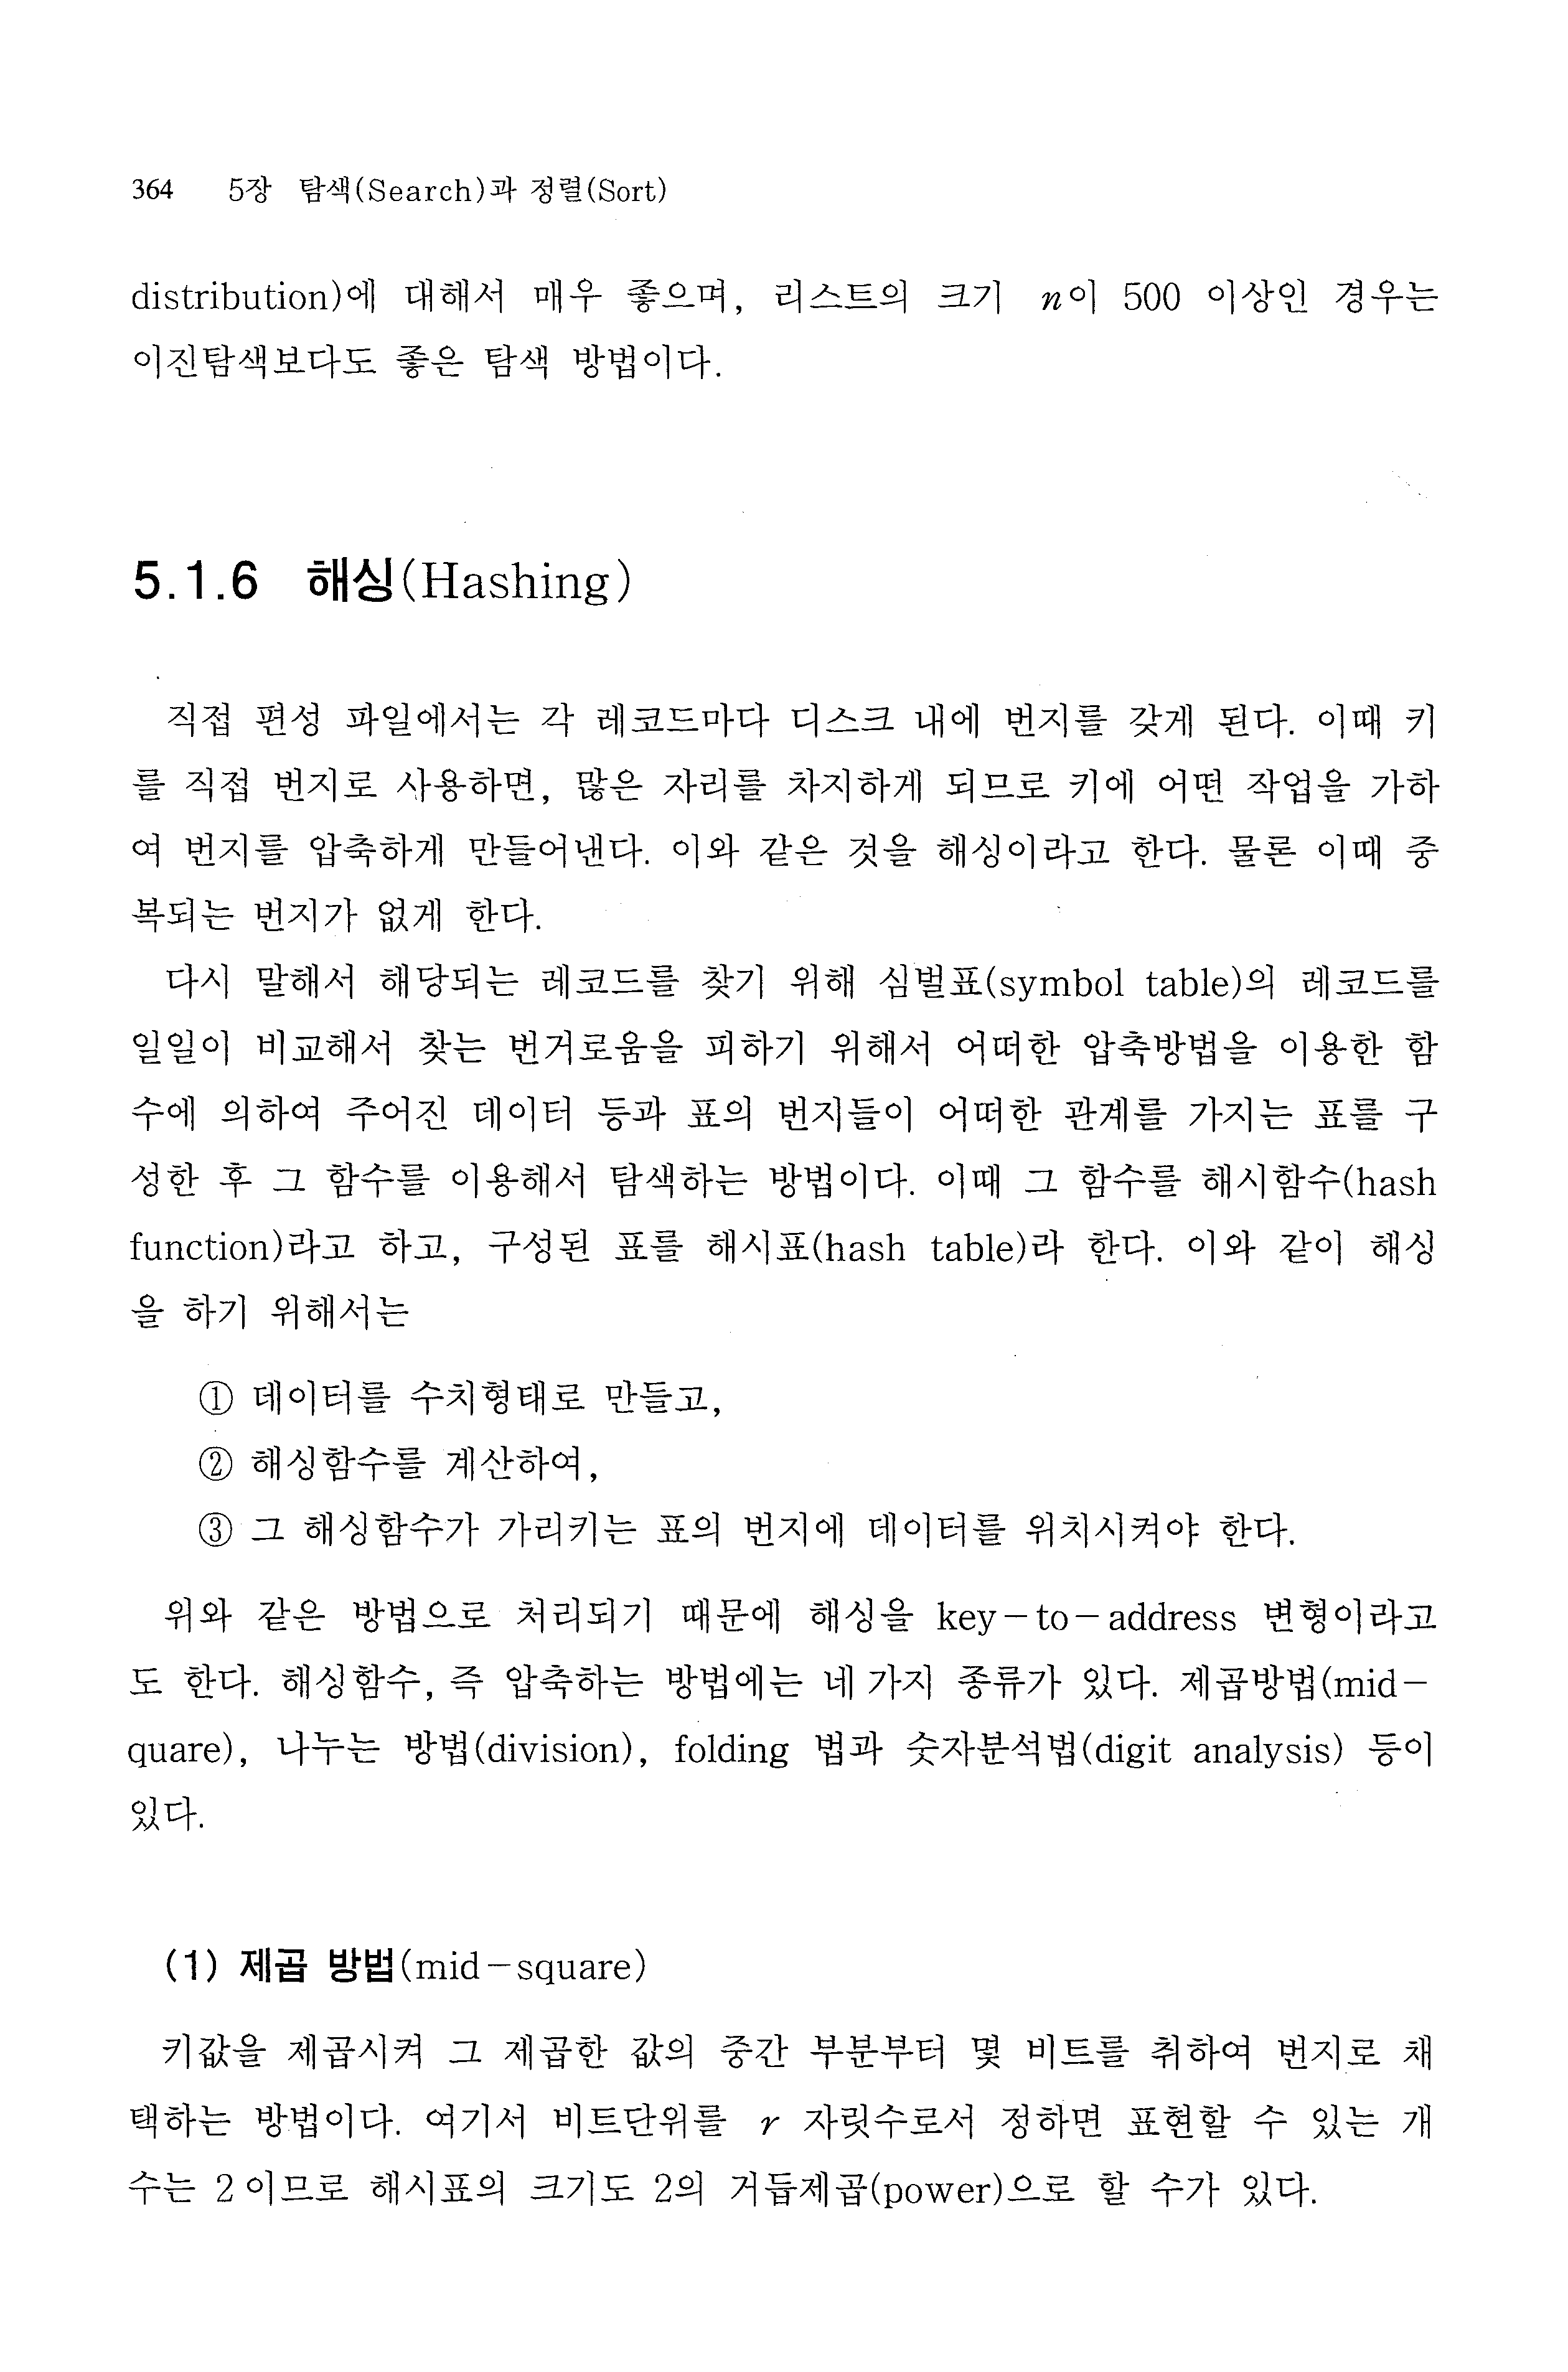 364 5장 탐색(Search)과 정렬(Sort)
distribution)에 대해서 매우 좋으며, 리스트의 크기 n이 500 이상인 경우는
이진탐색보다도 좋은 탐색 방법이다.
5.1.6 해싱(Hashing)
직접 편성 파일에서는 각 레코드마다 디스크 내에 번지를 갖게 된다. 이때 키
를 직접 번지로 사용하면, 많은 자리를 차지하게 되므로 키에 어떤 작업을 가하
여 번지를 압축하게 만들어낸다. 이와 같은 것을 해싱이라고 한다. 물론 이때 중
복되는 번지가 없게 한다.
다시 말해서 해당되는 레코드를 찾기 위해 심벌표(symbol table)의 레코드를
일일이 비교해서 찾는 번거로움을 피하기 위해서 어떠한 압축방법을 이용한 함
수에 의하여 주어진 데이터 등과 표의 번지들이 어떠한 관계를 가지는 표를 구
성한 후 그 함수를 이용해서 탐색하는 방법이다. 이때 그 함수를 해시함수(hash
function)라고 하고, 구성된 표를 해시표(hash table)라 한다. 이와 같이 해싱
을 하기 위해서는
① 데이터를 수치형태로 만들고,
② 해싱함수를 계산하여,
③ 그 해싱함수가 가리키는 표의 번지에 데이터를 위치시켜야 한다.
위와 같은 방법으로 처리되기 때문에 해싱을 key-to-address 변형이라고
도 한다. 해싱함수, 즉 압축하는 방법에는 네 가지 종류가 있다. 제곱방법(mid-
quare), 나누는 방법(division), folding 법과 숫자분석법(digit analysis) 등이
있다.
(1) 제곱 방법(mid-square)
키값을 제곱시켜 그 제곱한 값의 중간 부분부터 몇 비트를 취하여 번지로 채
택하는 방법이다. 여기서 비트단위를 r 자릿수로서 정하면 표현할 수 있는 개
수는 2이므로 해시표의 크기도 2의 거듭제곱(power)으로 할 수가 있다.